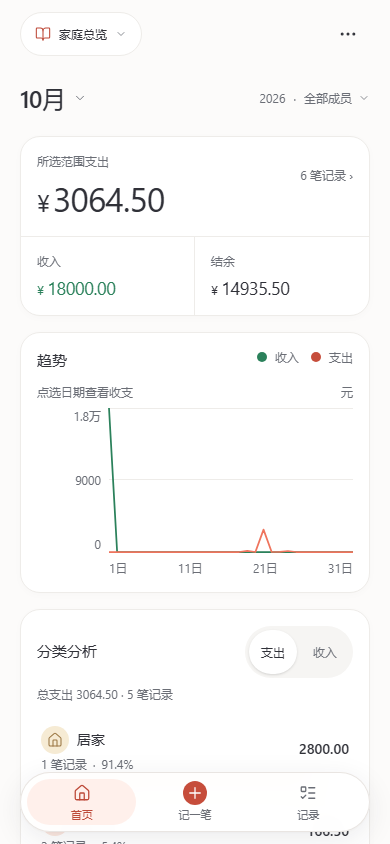 家庭总览
10月
2026 · 全部成员
所选范围支出
6 笔记录 ›
¥ 3064.50
收入
结余
¥ 18000.00
¥ 14935.50
趋势
收入
支出
点选日期查看收支
元
1.8万
9000
0
1日
11日
21日
31日
分类分析
支出
收入
总支出 3064.50 · 5 笔记录
居家
2800.00
1 笔记录 · 91.4%
首页
记一笔
记录